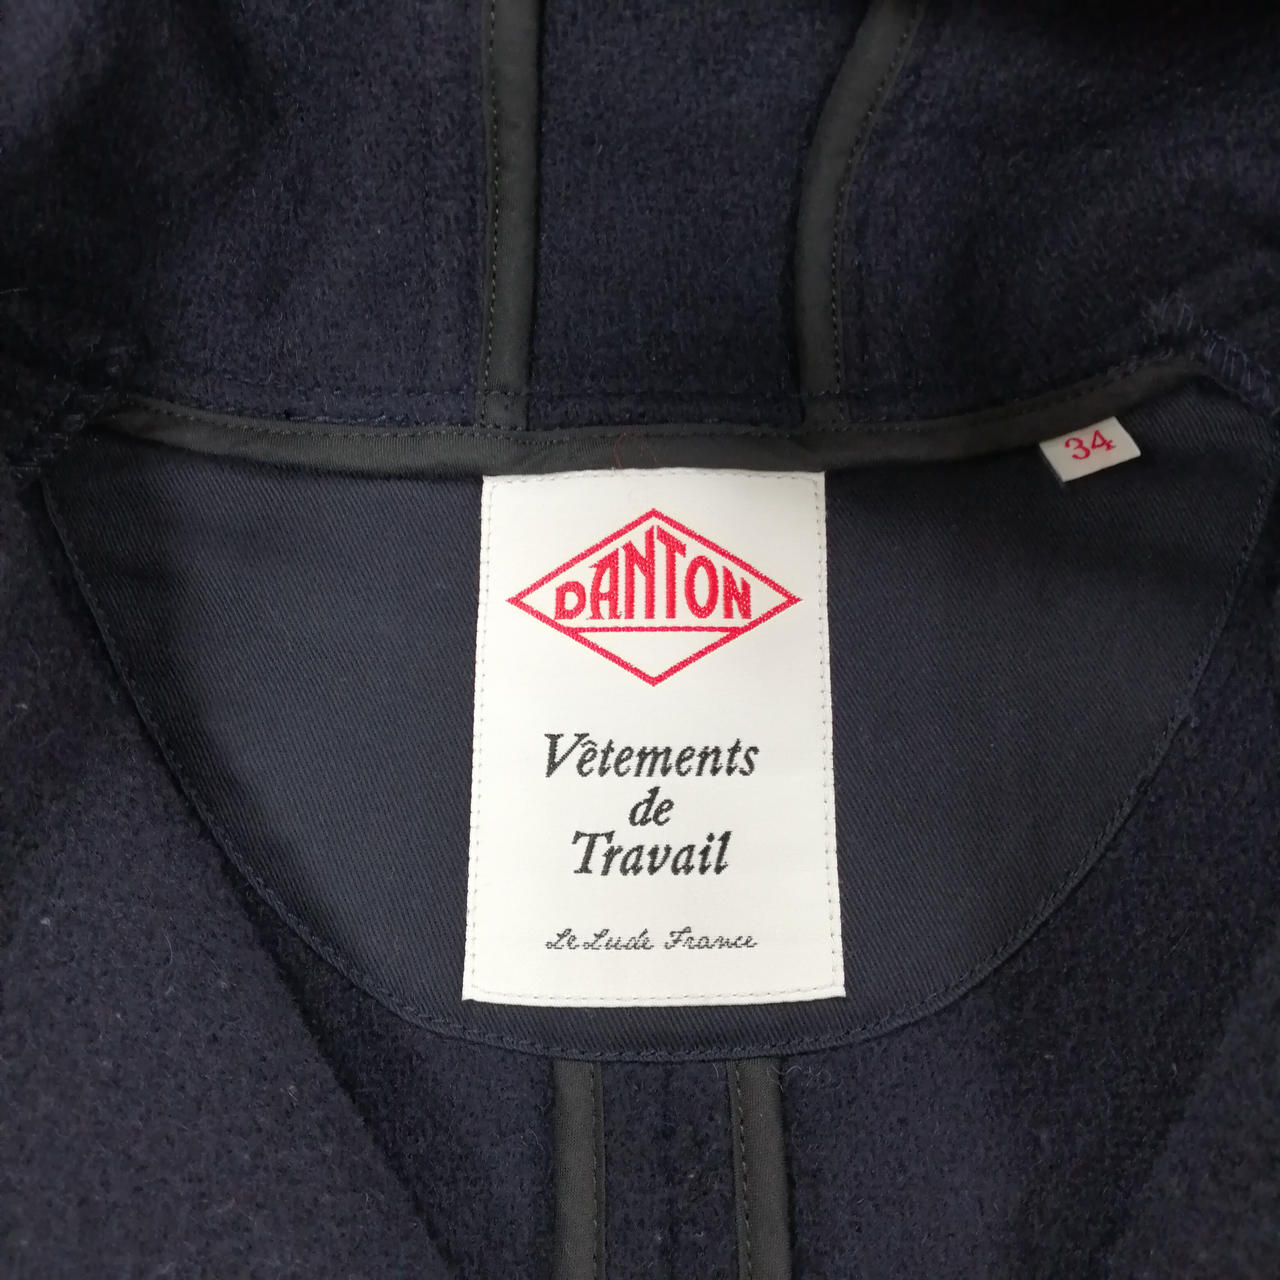 34
DANTON
Vêtements
de
Travail
Le Lude France